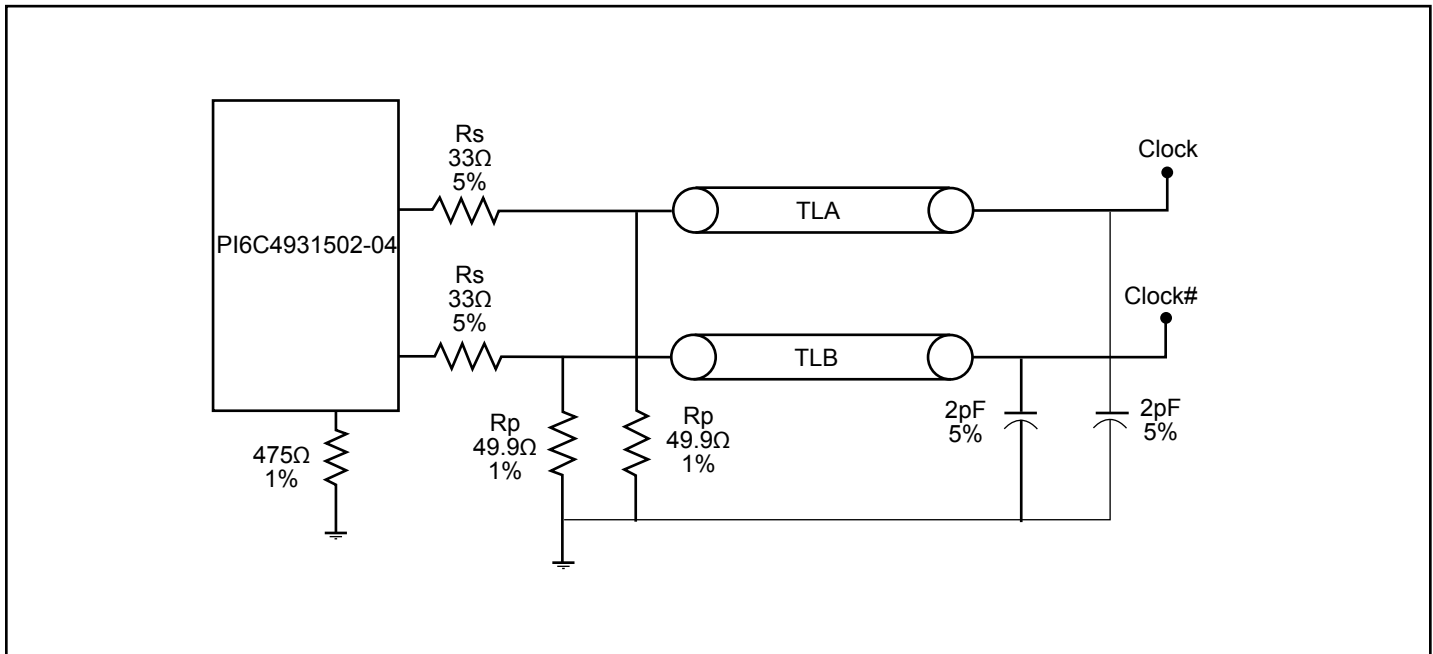 Rs
33Ω
5%
Clock
TLA
PI6C4931502-04
Rs
33Ω
5%
Clock#
TLB
475Ω
1%
Rp
49.9Ω
1%
Rp
49.9Ω
1%
2pF
5%
2pF
5%